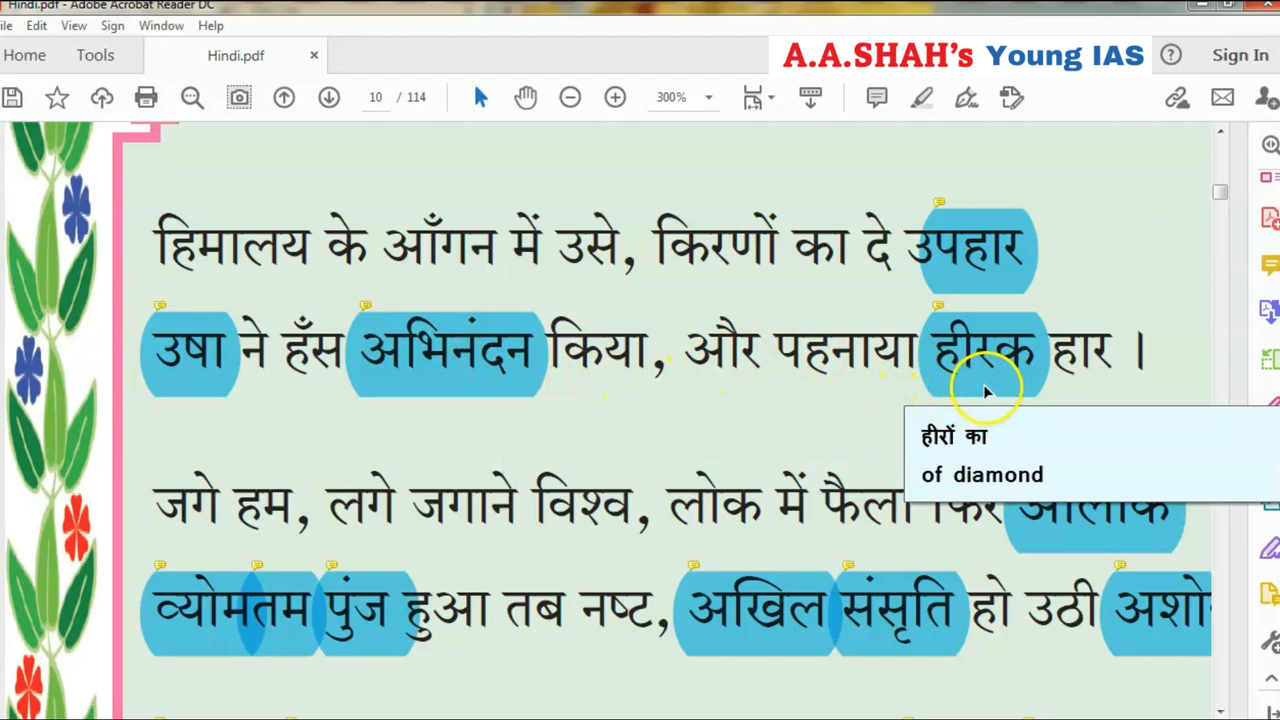 Hindi.pdf - Adobe Acrobat Reader DC
File Edit View Sign Window Help
Home Tools Hindi.pdf × A.A.SHAH's Young IAS Sign In
10 / 114 300%
हिमालय के आँगन में उसे, किरणों का दे उपहार
उषा ने हँस अभिनंदन किया, और पहनाया हीरक हार ।
हीरों का
of diamond
जगे हम, लगे जगाने विश्व, लोक में फैला फिर आलोक
व्योमतम पुंज हुआ तब नष्ट, अखिल संसृति हो उठी